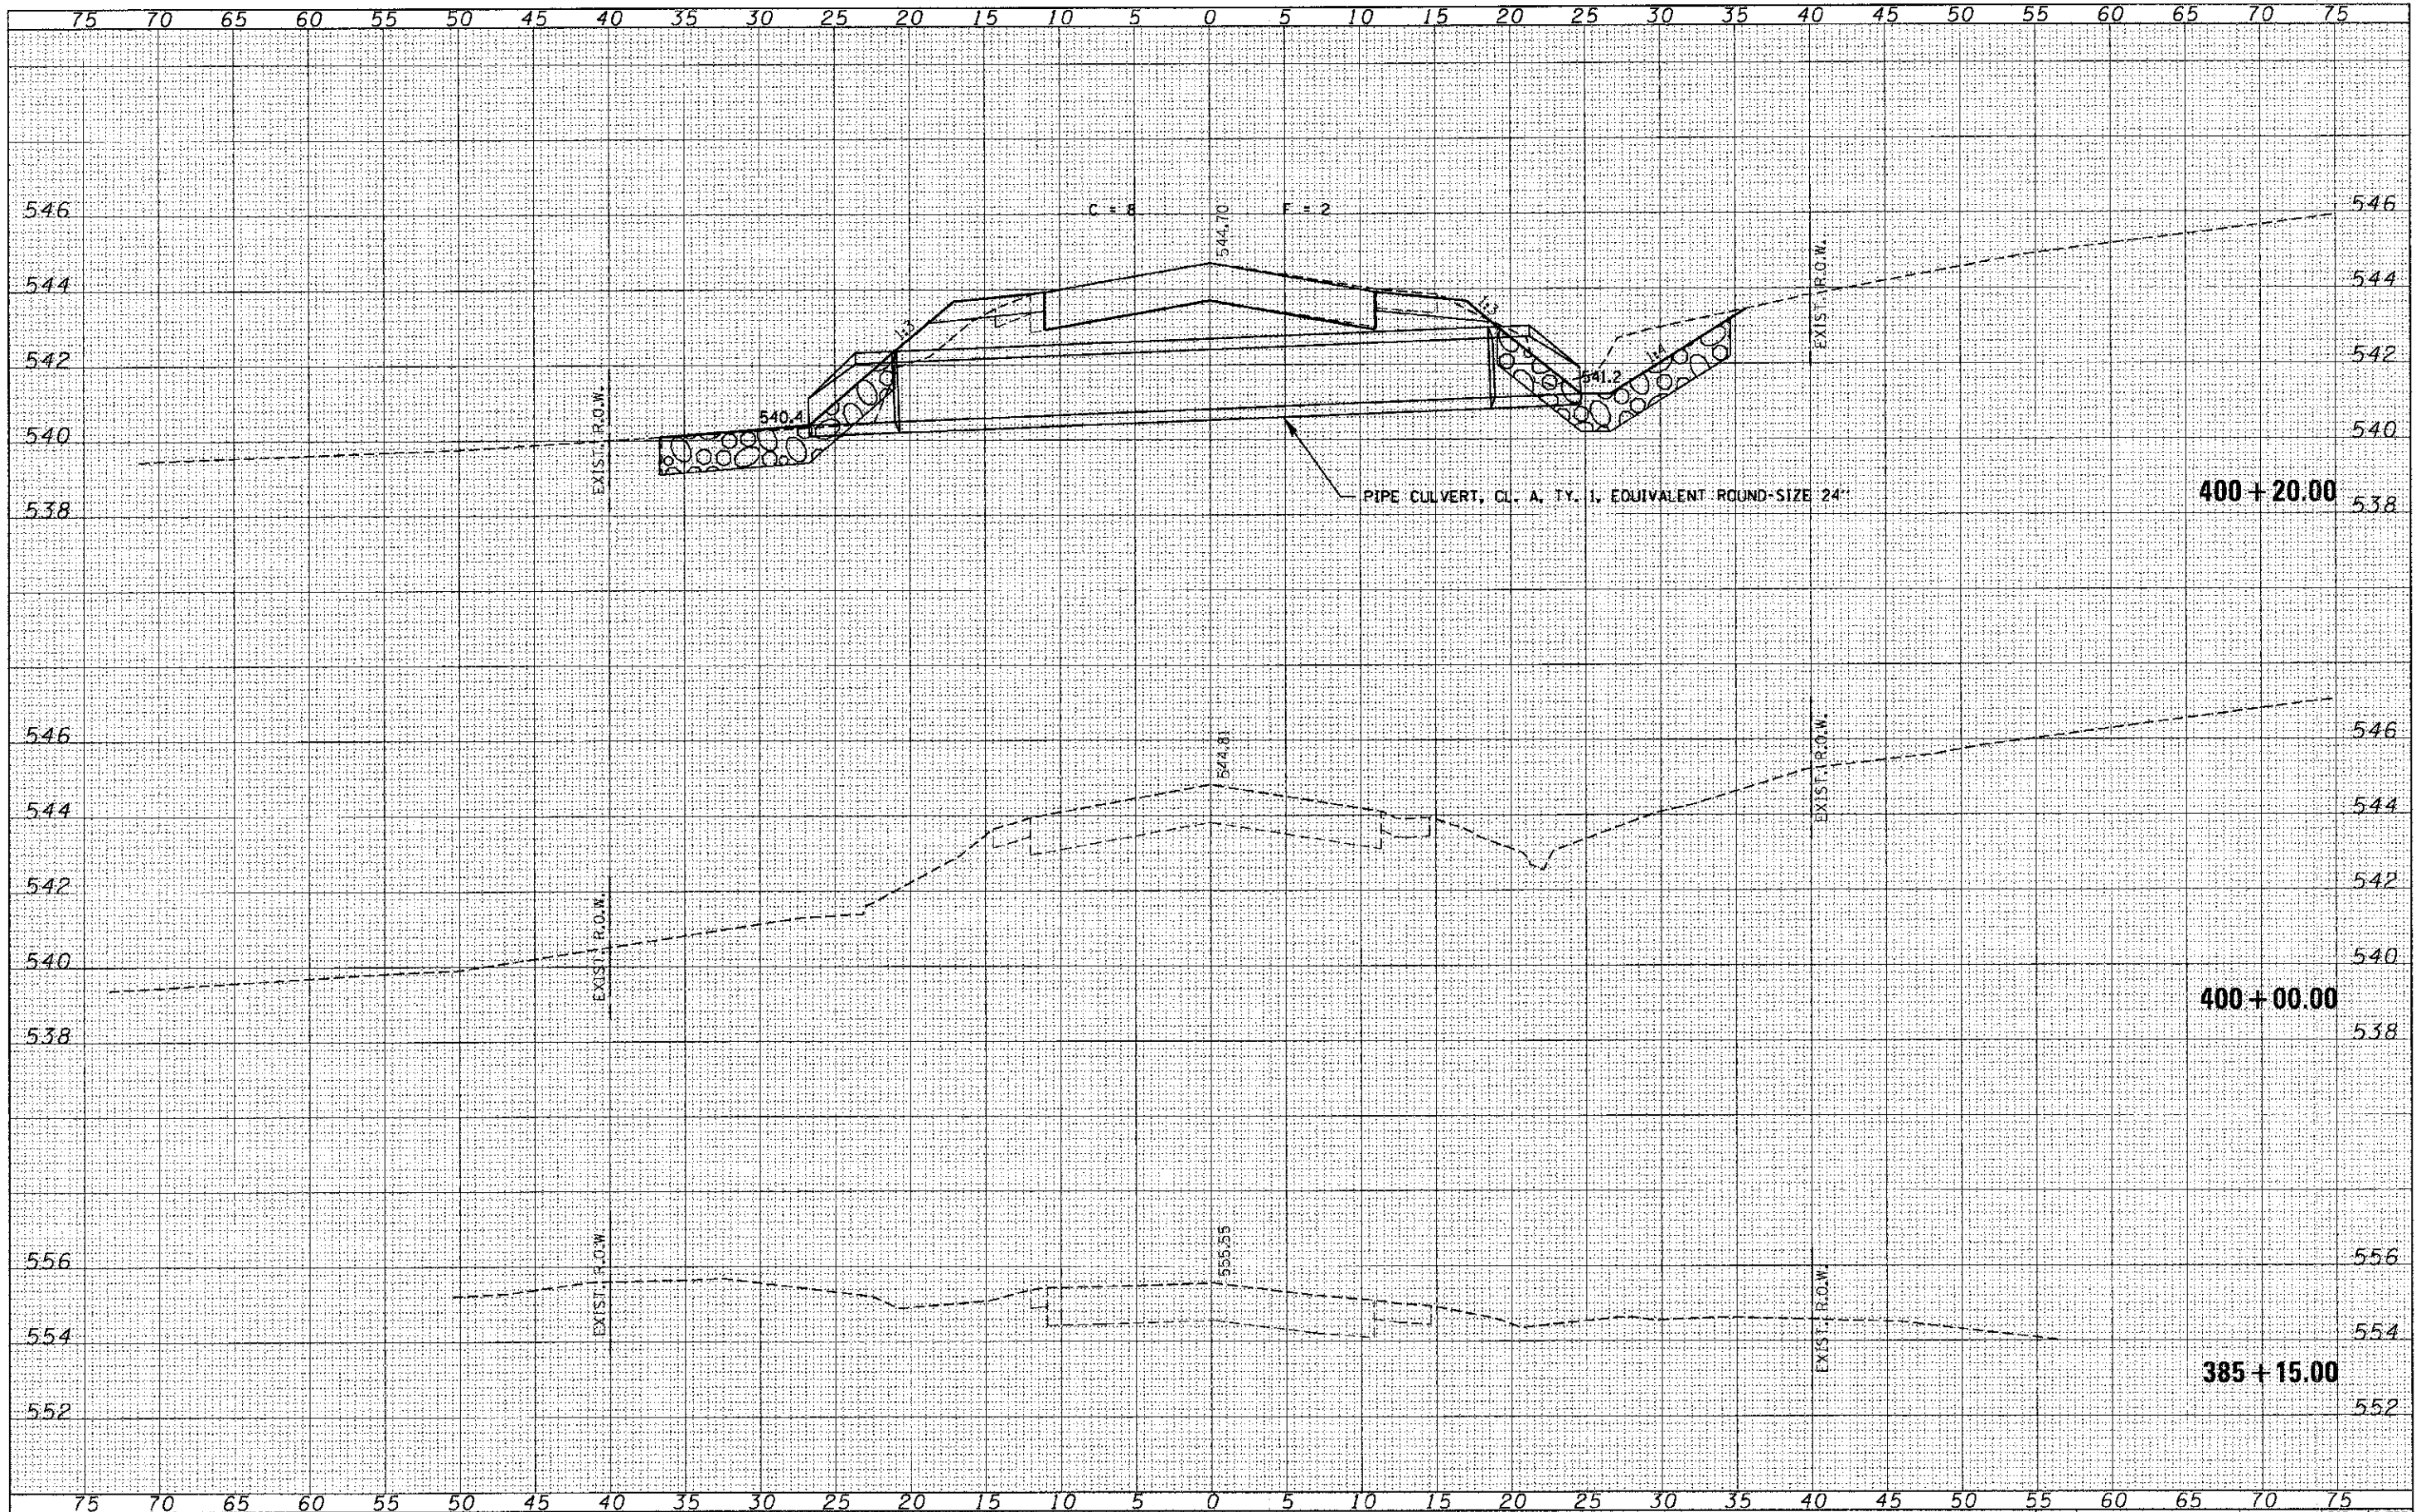 75 70 65 60 55 50 45 40 35 30 25 20 15 10 5 0 5 10 15 20 25 30 35 40 45 50 55 60 65 70 75
546 C = 8 544.70 F = 2 546
EXIST. R.O.W.
544 544
1:3 1:3
542 1:4 542
541.2
EXIST. R.O.W.
540.4
540 540
PIPE CULVERT, CL. A, TY. 1, EQUIVALENT ROUND-SIZE 24"
400 + 20.00
538 538
546 544.81 546
EXIST. R.O.W.
544 544
542 542
EXIST. R.O.W.
540 540
400 + 00.00
538 538
555.55
556 EXIST. R.O.W. 556
EXIST. R.O.W.
554 554
385 + 15.00
552 552
75 70 65 60 55 50 45 40 35 30 25 20 15 10 5 0 5 10 15 20 25 30 35 40 45 50 55 60 65 70 75